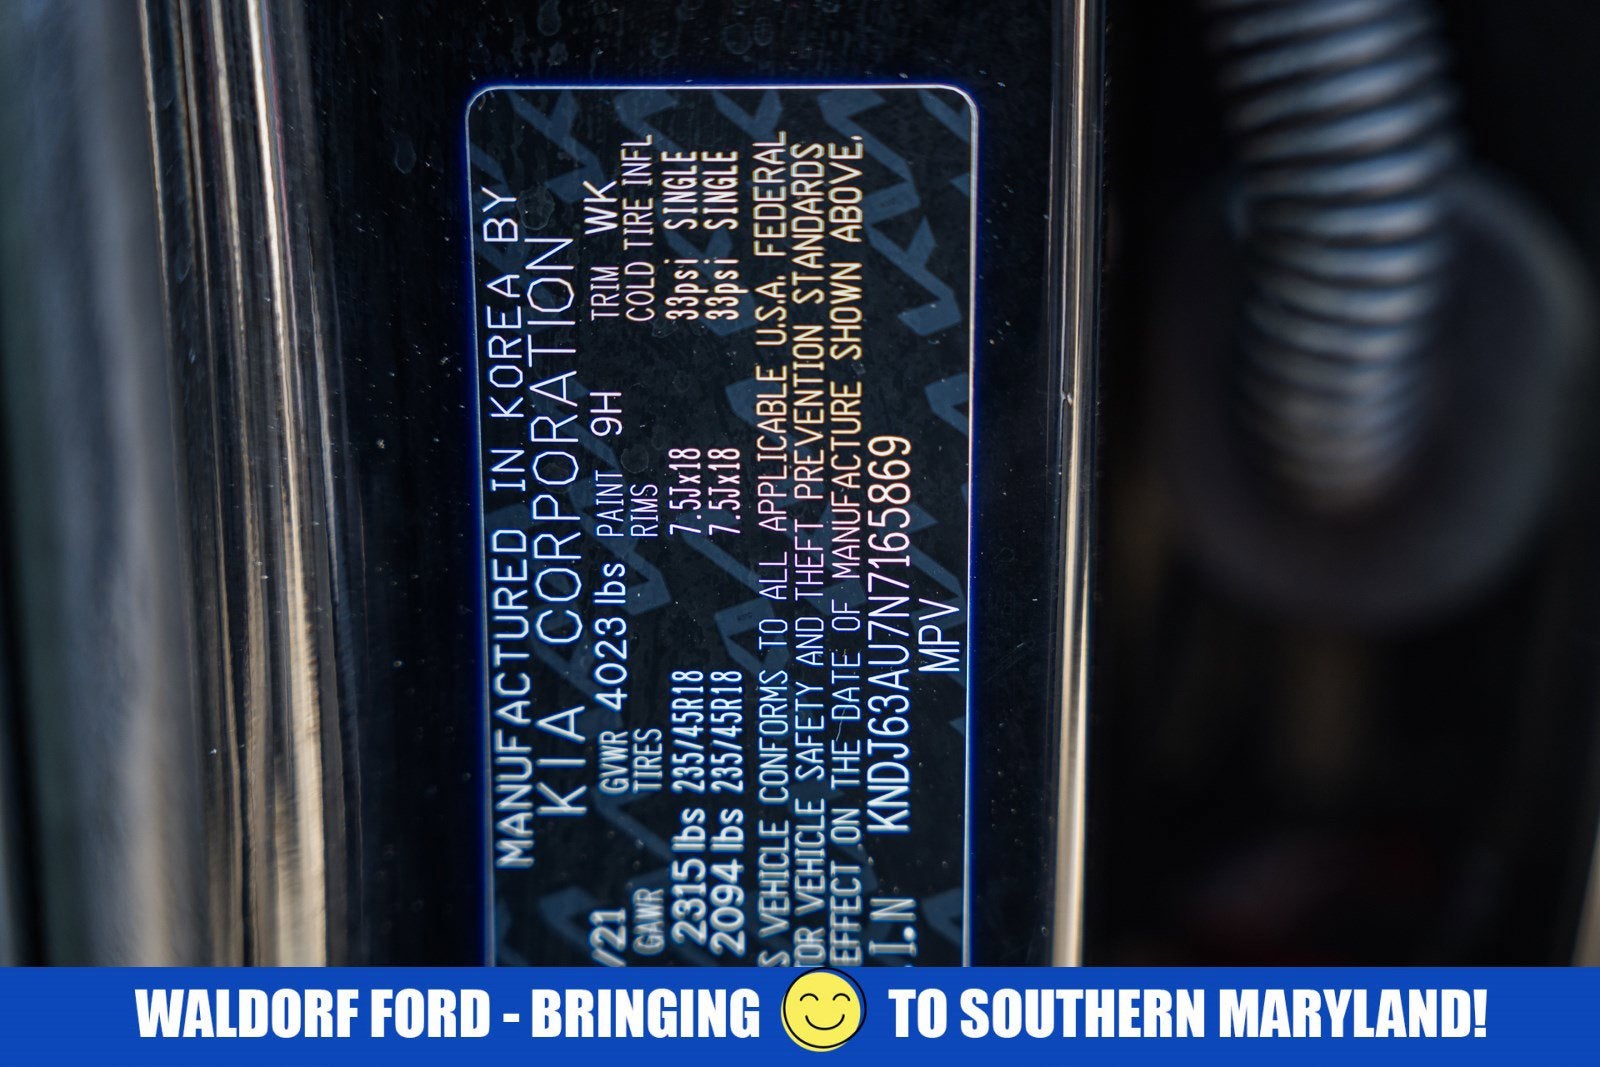 MANUFACTURED IN KOREA BY
KIA CORPORATION
/21 GVWR 4023 lbs PAINT 9H TRIM WK
GAWR TIRES RIMS COLD TIRE INFL
2315 lbs 235/45R18 7.5Jx18 33psi SINGLE
2094 lbs 235/45R18 7.5Jx18 33psi SINGLE
S VEHICLE CONFORMS TO ALL APPLICABLE U.S.A. FEDERAL
TOR VEHICLE SAFETY AND THEFT PREVENTION STANDARDS
EFFECT ON THE DATE OF MANUFACTURE SHOWN ABOVE.
.I.N KNDJ63AU7N7165869
MPV
WALDORF FORD - BRINGING TO SOUTHERN MARYLAND!